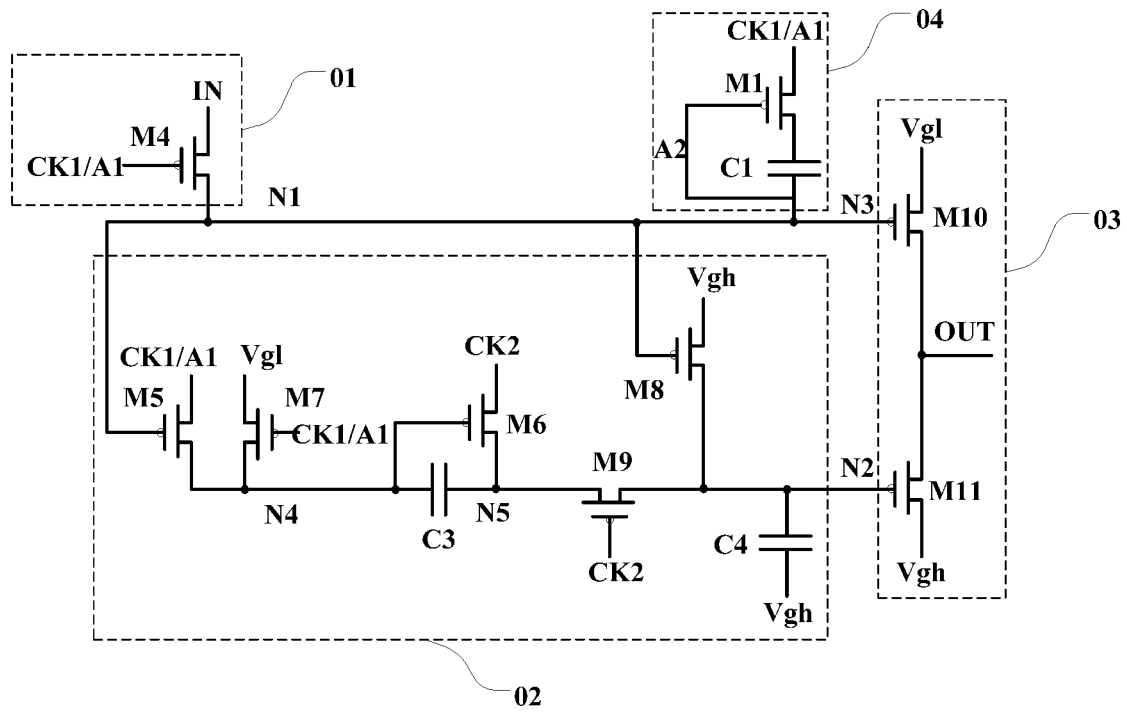 04
CK1/A1
01
M1
IN
Vgl
M4
A2
CK1/A1
C1
N1
N3
M10
03
Vgh
OUT
CK1/A1
Vgl
CK2
M5
M7
M8
M6
CK1/A1
M9
N2
M11
N4
N5
C3
C4
CK2
Vgh
Vgh
02